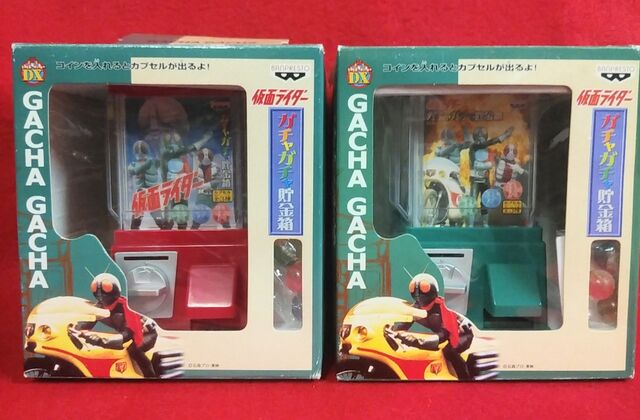 DX
コインを入れるとカプセルが出るよ!
BANPRESTO
GACHA GACHA
仮面ライダー
ガチャガチャ貯金箱
仮面ライダー
DX
コインを入れるとカプセルが出るよ!
BANPRESTO
GACHA GACHA
仮面ライダー
ガチャガチャ貯金箱